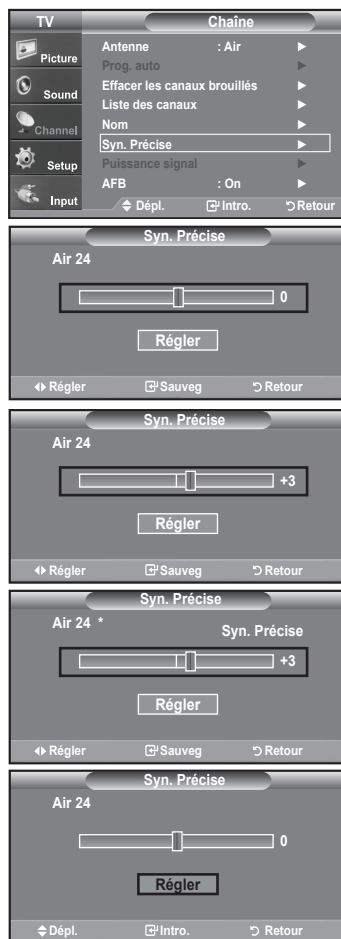 TV Chaîne
Picture
Sound
Channel
Setup
Input
Antenne : Air
Prog. auto
Effacer les canaux brouillés
Liste des canaux
Nom
Syn. Précise
Puissance signal
AFB : On
Dépl. Intro. Retour
Syn. Précise
Air 24
0
Régler
Régler Sauveg Retour
Syn. Précise
Air 24
+3
Régler
Régler Sauveg Retour
Syn. Précise
Air 24 *
Syn. Précise
+3
Régler
Régler Sauveg Retour
Syn. Précise
Air 24
0
Régler
Dépl. Intro. Retour